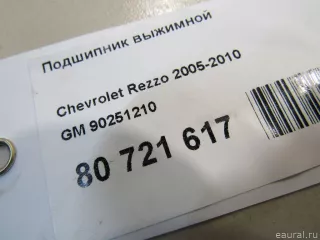 Подшипник выжимной
Chevrolet Rezzo 2005-2010
GM 90251210
80 721 617
eaural.ru